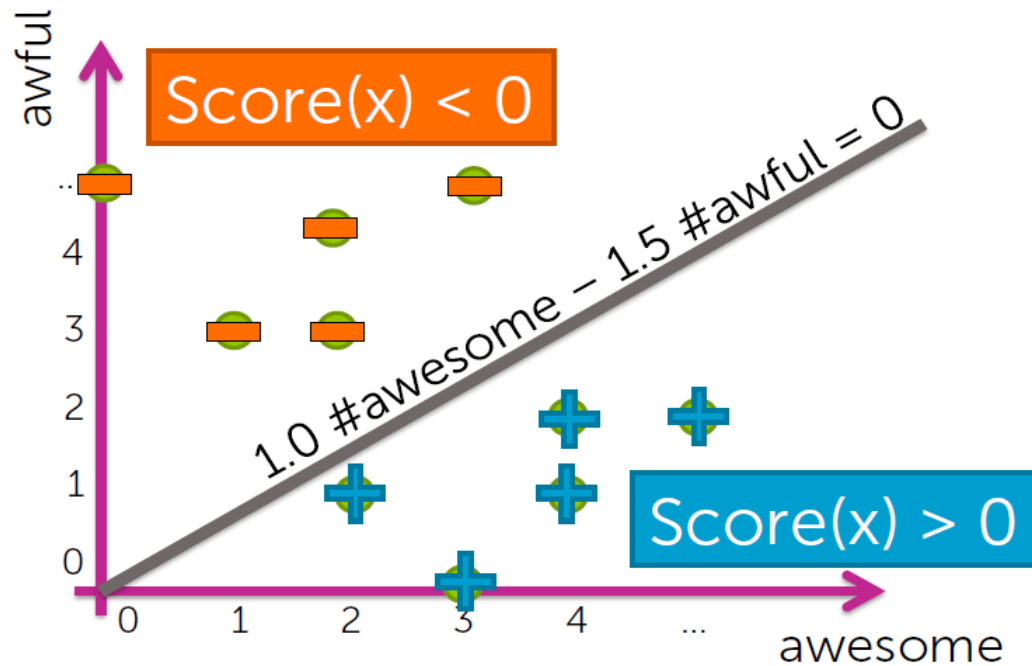 awful
Score(x) < 0
1.0 #awesome – 1.5 #awful = 0
..
4
3
2
1
0
Score(x) > 0
0 1 2 3 4 ...
awesome